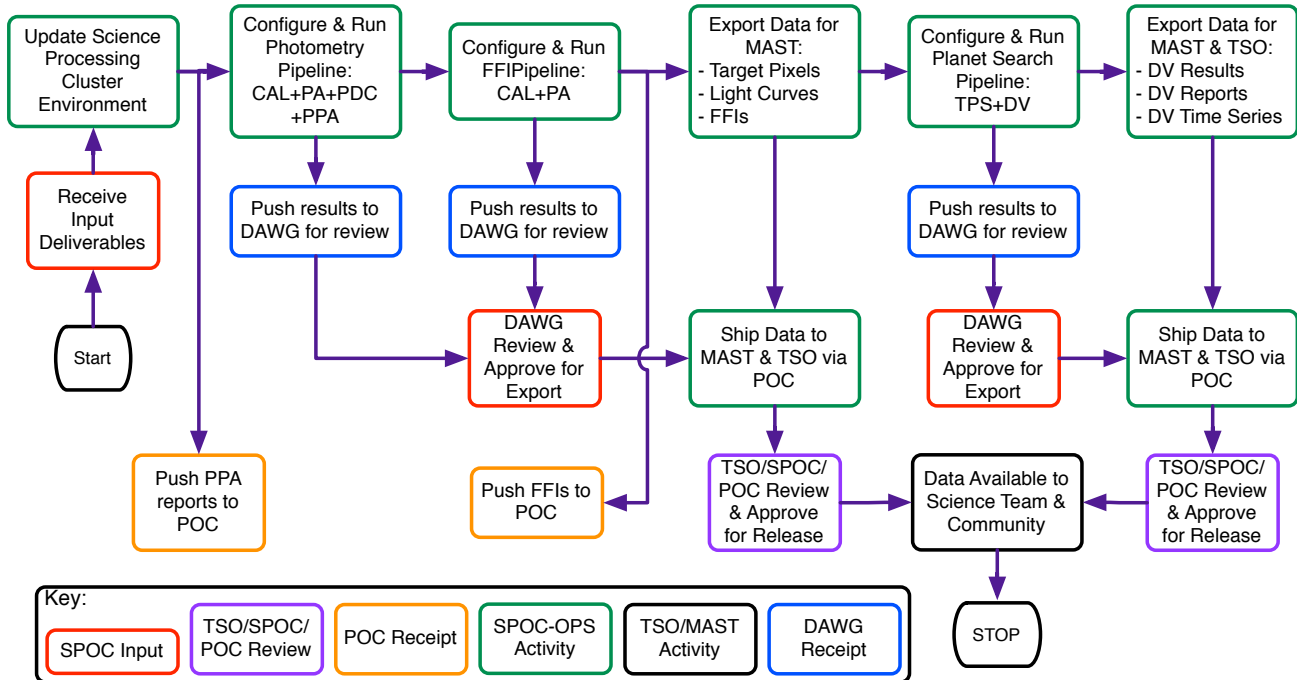 Update Science
Processing
Cluster
Environment
Configure & Run
Photometry
Pipeline:
CAL+PA+PDC
+PPA
Configure & Run
FFIPipeline:
CAL+PA
Export Data for
MAST:
- Target Pixels
- Light Curves
- FFIs
Configure & Run
Planet Search
Pipeline:
TPS+DV
Export Data for
MAST & TSO:
- DV Results
- DV Reports
- DV Time Series
Receive
Input
Deliverables
Push results to
DAWG for review
Push results to
DAWG for review
Push results to
DAWG for review
Start
DAWG
Review &
Approve for
Export
Ship Data to
MAST & TSO via
POC
DAWG
Review &
Approve for
Export
Ship Data to
MAST & TSO via
POC
Push PPA
reports to
POC
Push FFIs to
POC
TSO/SPOC/
POC Review
& Approve
for Release
Data Available to
Science Team &
Community
TSO/SPOC/
POC Review
& Approve
for Release
Key:
SPOC Input
TSO/SPOC/
POC Review
POC Receipt
SPOC-OPS
Activity
TSO/MAST
Activity
DAWG
Receipt
STOP